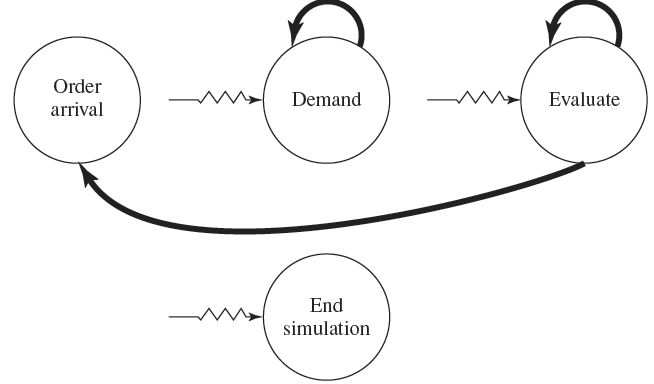 Order
arrival
Demand
Evaluate
End
simulation